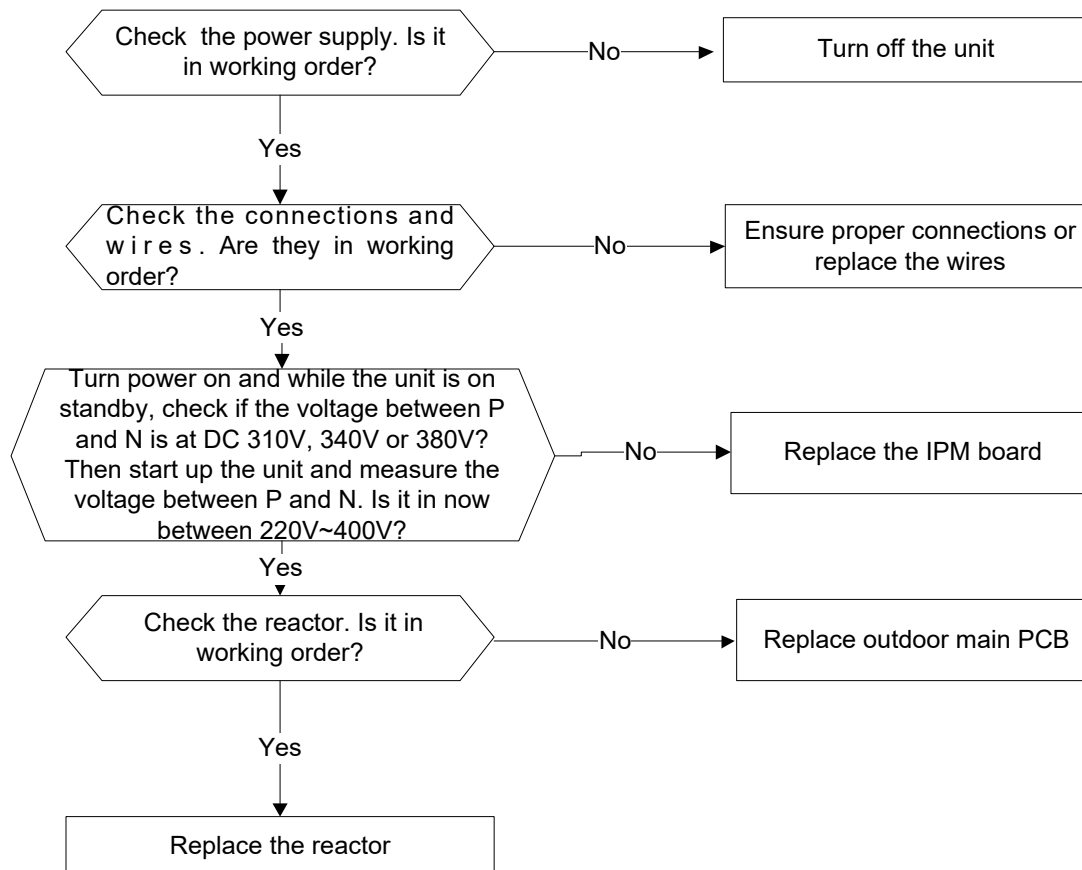 Check the power supply. Is it
in working order?
No
Turn off the unit
Yes
Check the connections and
wires. Are they in working
order?
No
Ensure proper connections or
replace the wires
Yes
Turn power on and while the unit is on
standby, check if the voltage between P
and N is at DC 310V, 340V or 380V?
Then start up the unit and measure the
voltage between P and N. Is it in now
between 220V~400V?
No
Replace the IPM board
Yes
Check the reactor. Is it in
working order?
No
Replace outdoor main PCB
Yes
Replace the reactor